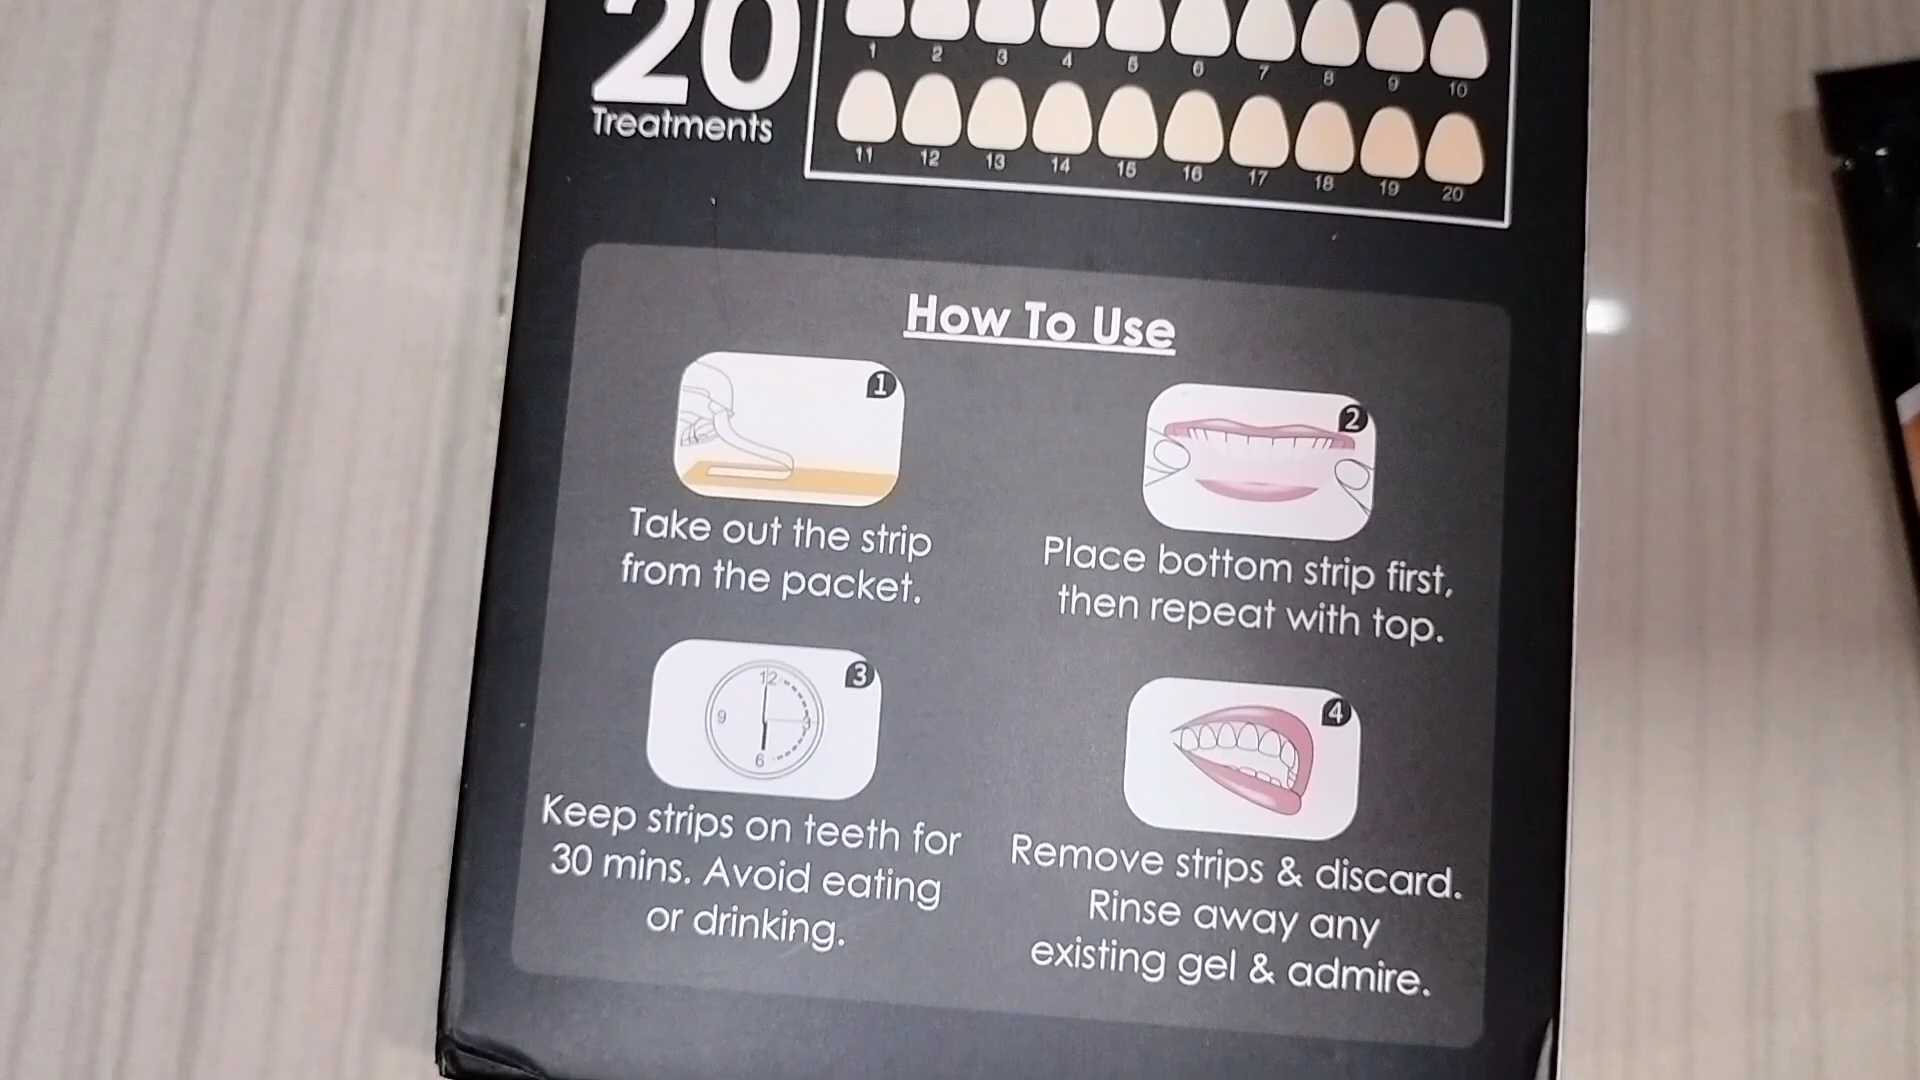 20
Treatments
1 2 3 4 5 6 7 8 9 10
11 12 13 14 15 16 17 18 19 20
How To Use
1
Take out the strip
from the packet.
2
Place bottom strip first,
then repeat with top.
3
12
9 3
6
Keep strips on teeth for
30 mins. Avoid eating
or drinking.
4
Remove strips & discard.
Rinse away any
existing gel & admire.